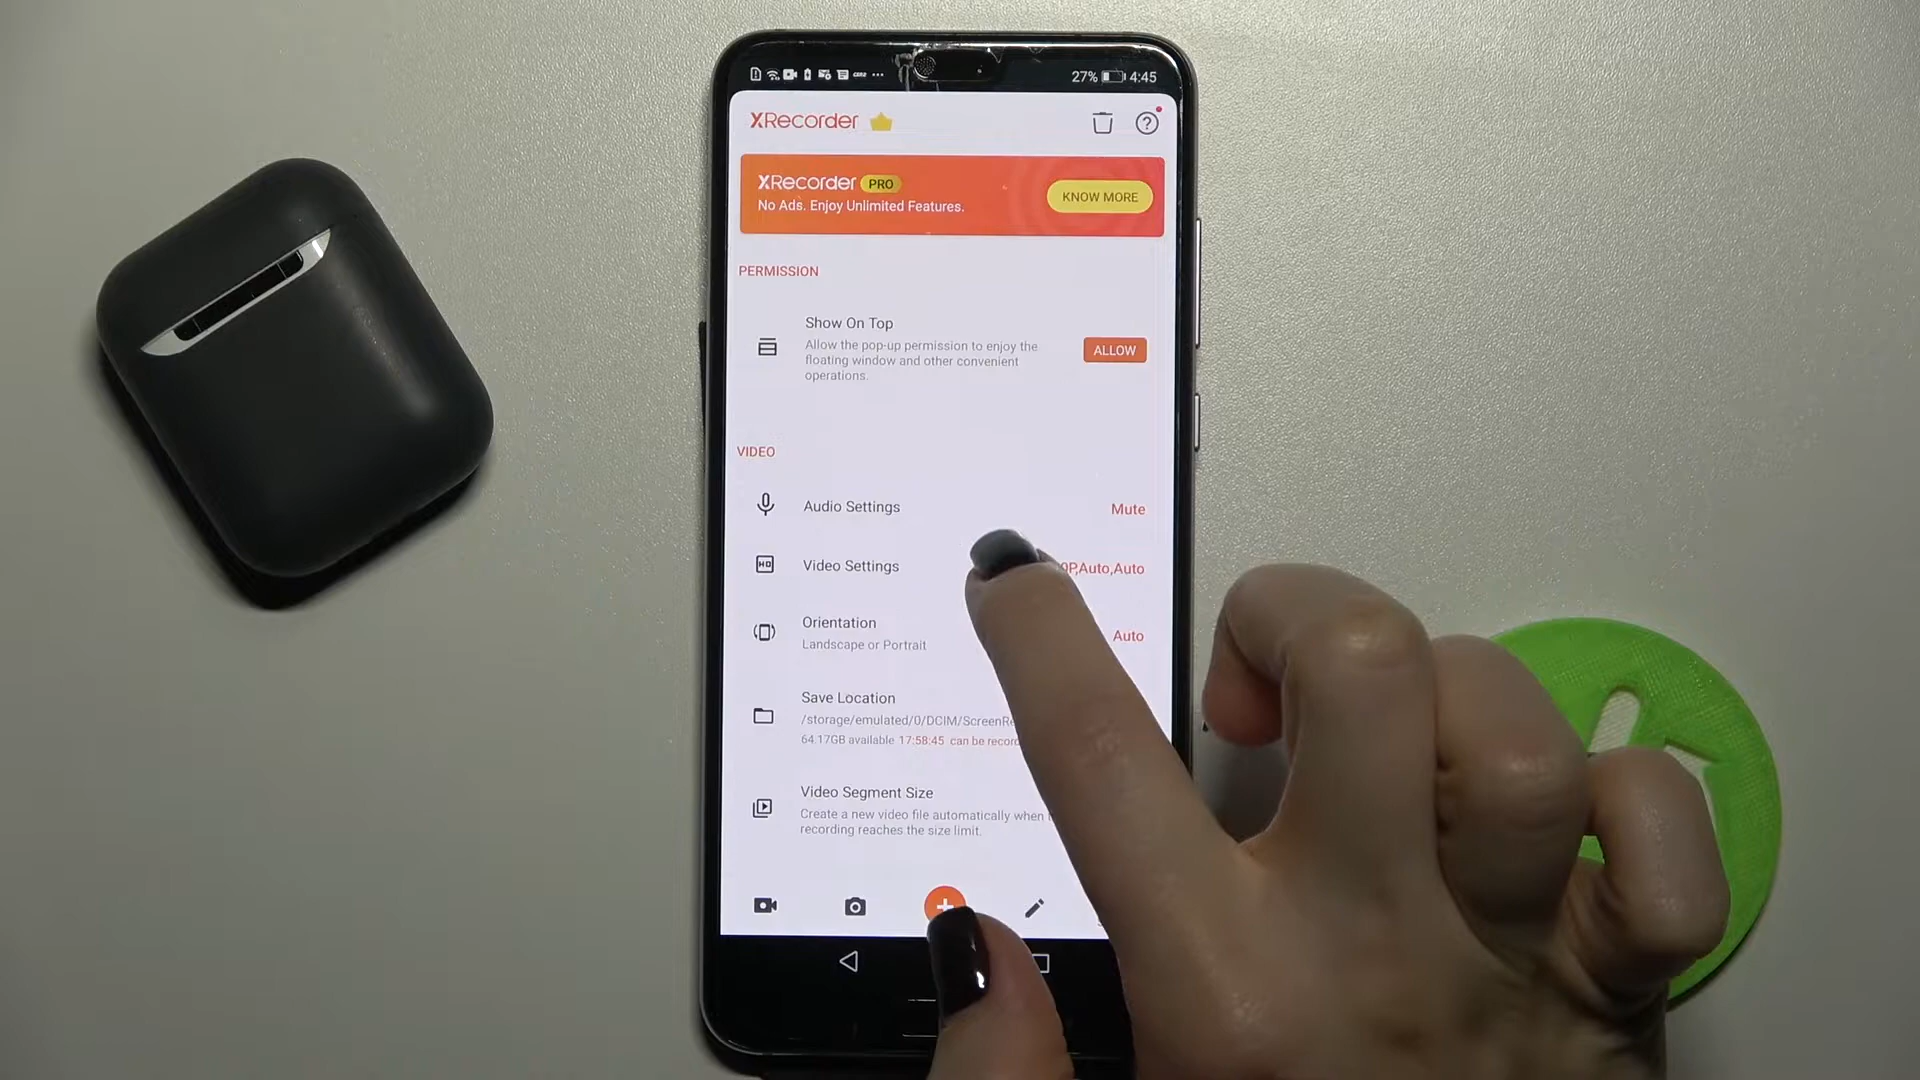 27% 4:45
XRecorder
XRecorder PRO
No Ads. Enjoy Unlimited Features.
KNOW MORE
PERMISSION
Show On Top
Allow the pop-up permission to enjoy the
floating window and other convenient
operations.
ALLOW
VIDEO
Audio Settings
Mute
Video Settings
0P,Auto,Auto
Orientation
Landscape or Portrait
Auto
Save Location
/storage/emulated/0/DCIM/ScreenRe
64.17GB available 17:58:45 can be record
Video Segment Size
Create a new video file automatically when
recording reaches the size limit.